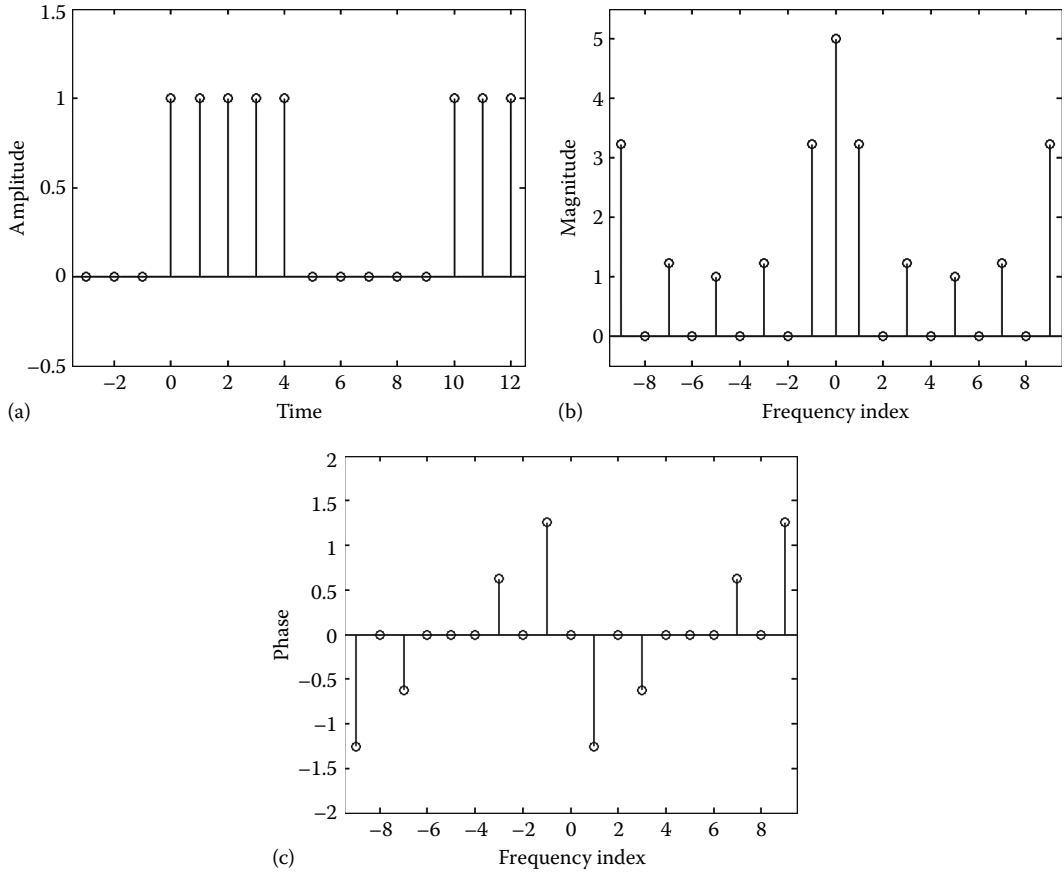 1.5
1
0.5
0
−0.5
Amplitude
−2 0 2 4 6 8 10 12
Time
(a)
5
4
3
2
1
0
Magnitude
−8 −6 −4 −2 0 2 4 6 8
Frequency index
(b)
2
1.5
1
0.5
0
−0.5
−1
−1.5
−2
Phase
−8 −6 −4 −2 0 2 4 6 8
Frequency index
(c)